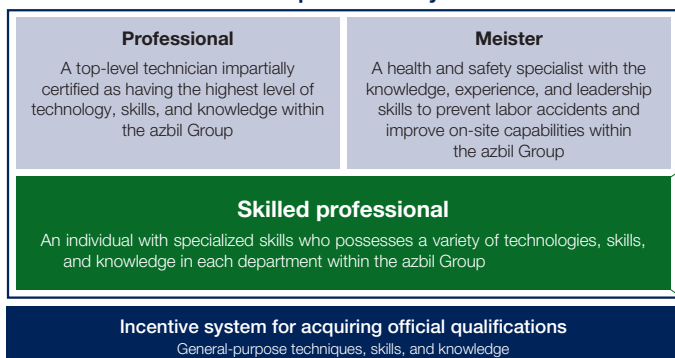 Professional
A top-level technician impartially
certified as having the highest level of
technology, skills, and knowledge within
the azbil Group
Meister
A health and safety specialist with the
knowledge, experience, and leadership
skills to prevent labor accidents and
improve on-site capabilities within
the azbil Group
Skilled professional
An individual with specialized skills who possesses a variety of technologies, skills,
and knowledge in each department within the azbil Group
Incentive system for acquiring official qualifications
General-purpose techniques, skills, and knowledge